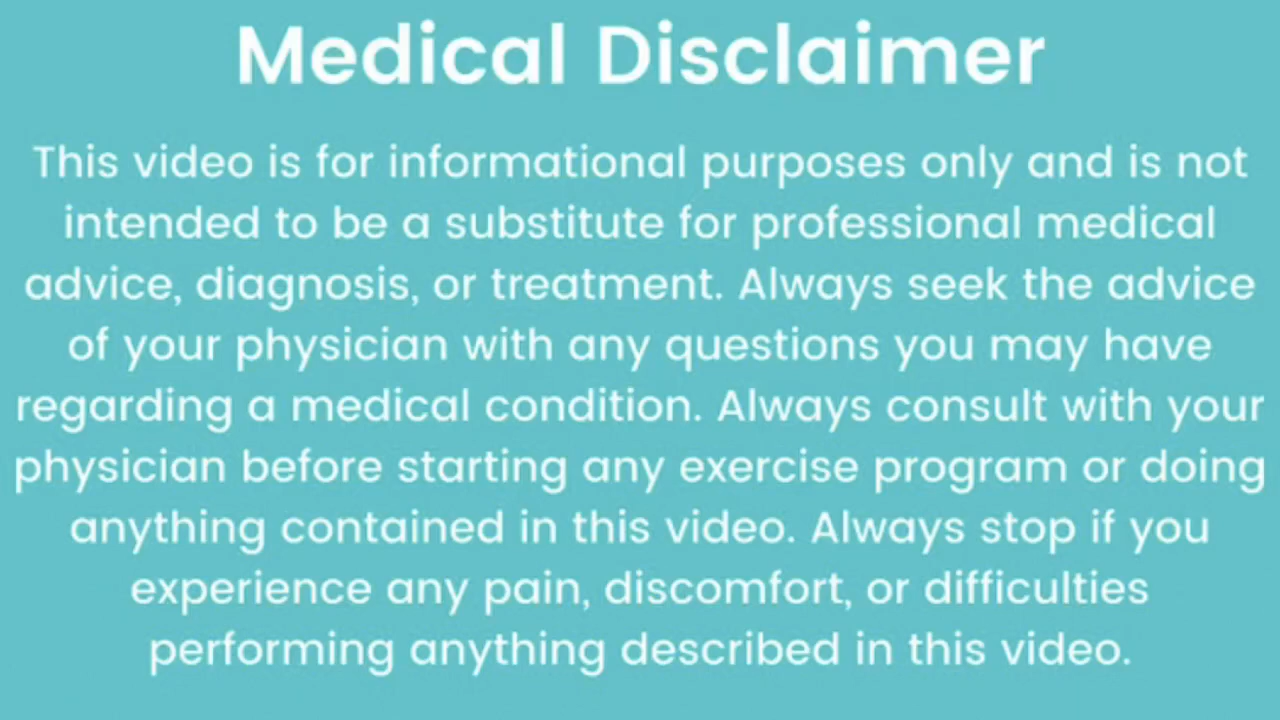 Medical Disclaimer
This video is for informational purposes only and is not
intended to be a substitute for professional medical
advice, diagnosis, or treatment. Always seek the advice
of your physician with any questions you may have
regarding a medical condition. Always consult with your
physician before starting any exercise program or doing
anything contained in this video. Always stop if you
experience any pain, discomfort, or difficulties
performing anything described in this video.